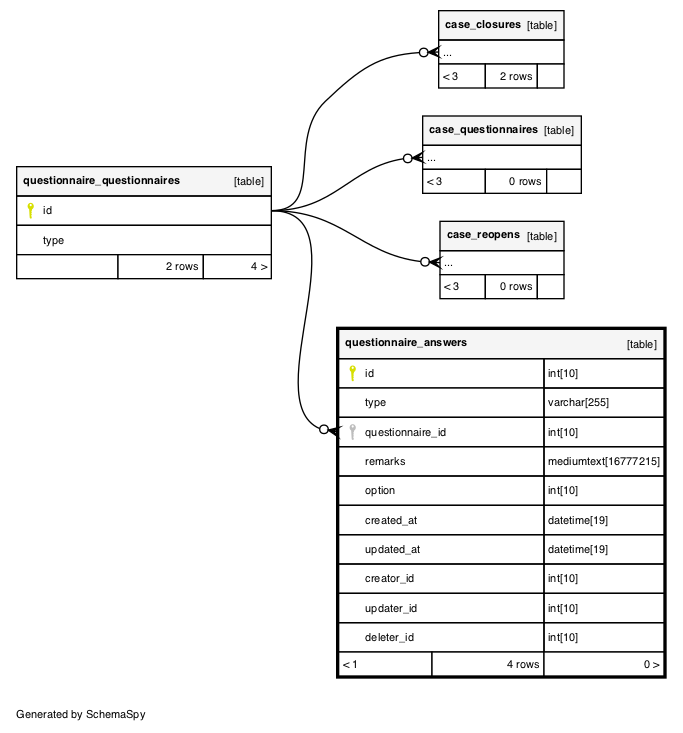 case_closures [table]
...
< 3 2 rows
case_questionnaires [table]
...
< 3 0 rows
questionnaire_questionnaires [table]
id
type
2 rows 4 >
case_reopens [table]
...
< 3 0 rows
questionnaire_answers [table]
id int[10]
type varchar[255]
questionnaire_id int[10]
remarks mediumtext[16777215]
option int[10]
created_at datetime[19]
updated_at datetime[19]
creator_id int[10]
updater_id int[10]
deleter_id int[10]
< 1 4 rows 0 >
Generated by SchemaSpy